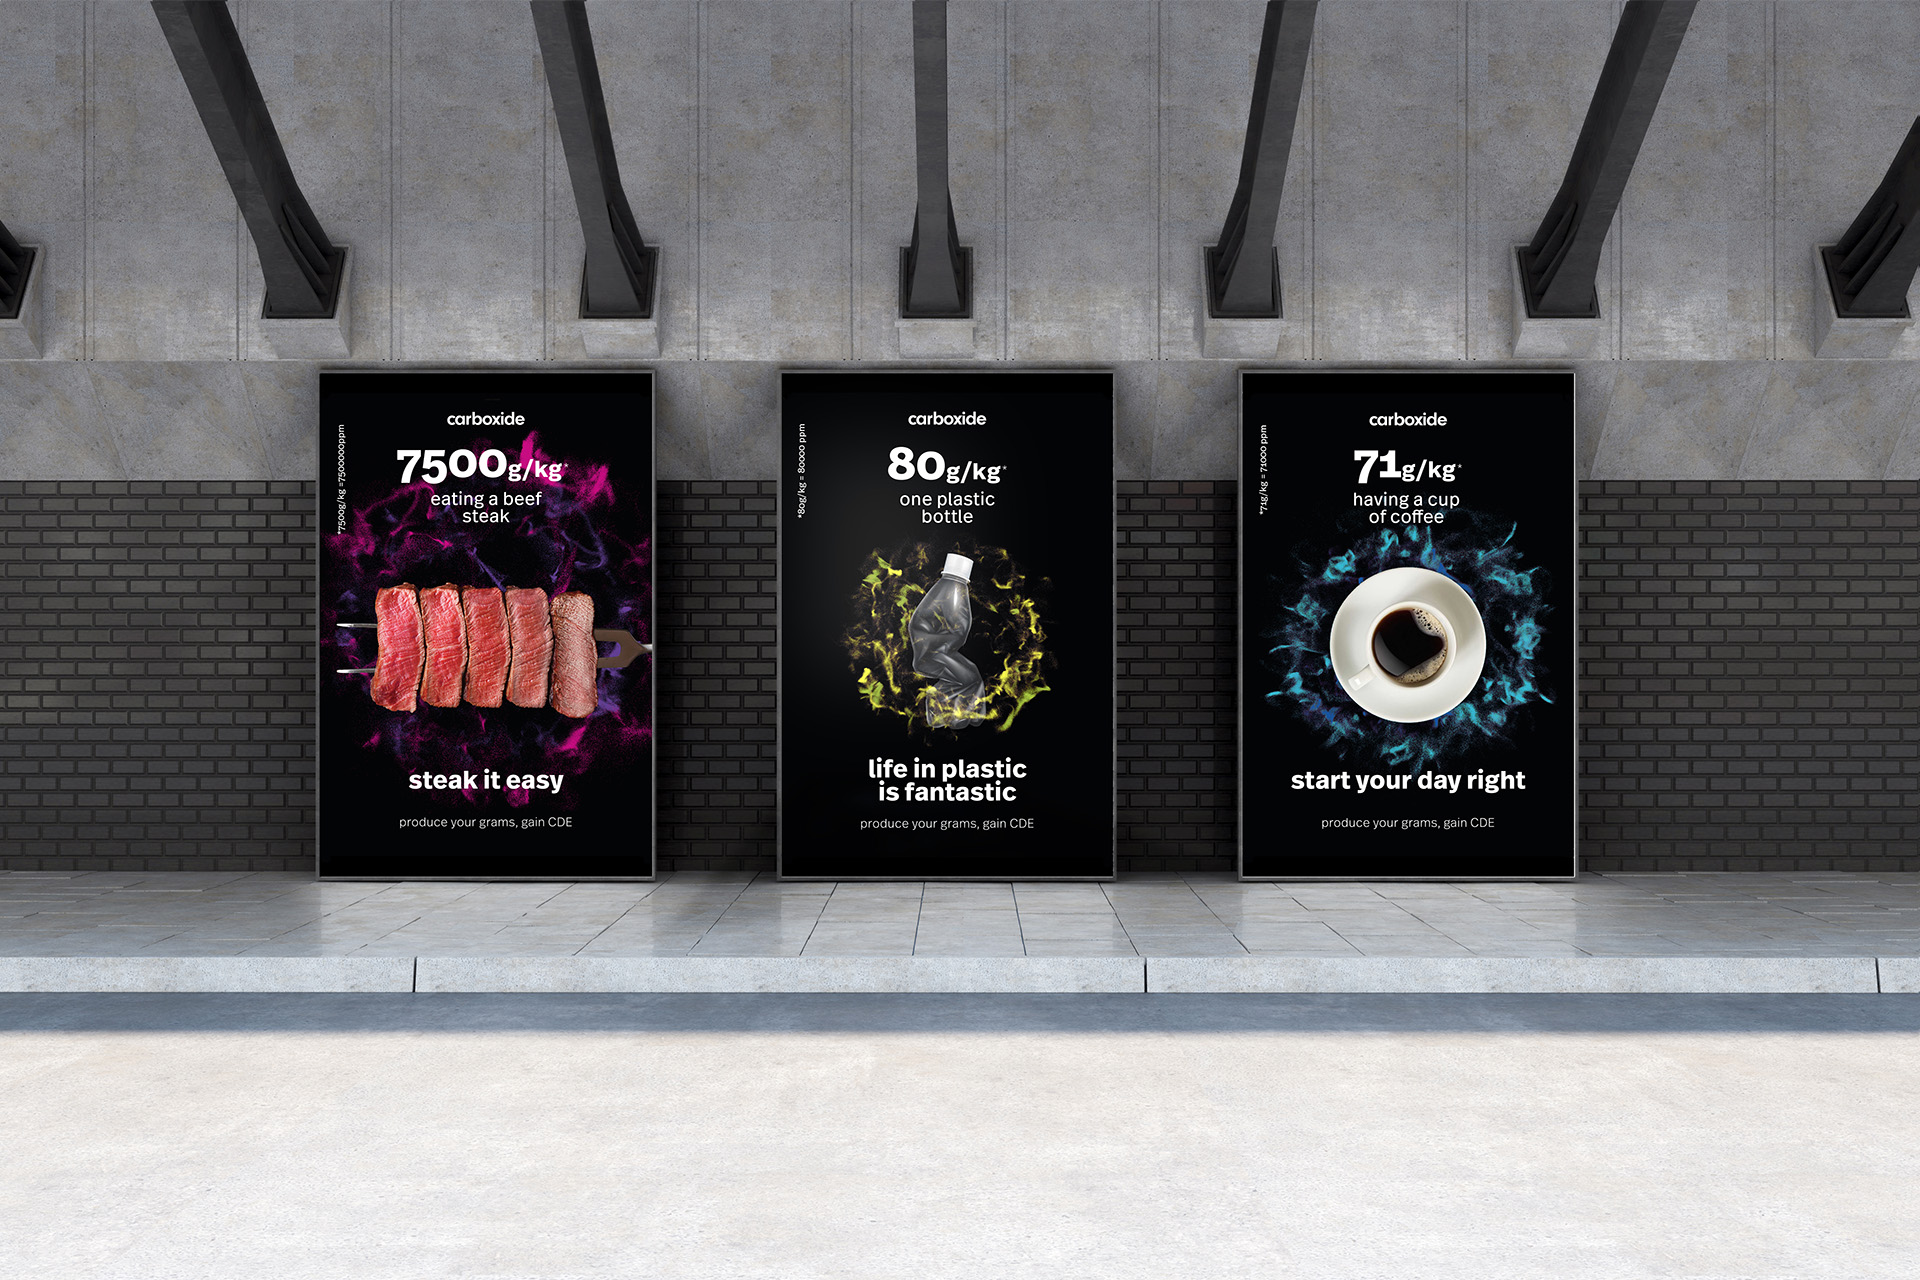 carboxide
7500g/kg*
eating a beef
steak
*7500g/kg =7500000ppm
steak it easy
produce your grams, gain CDE
carboxide
80g/kg*
one plastic
bottle
*80g/kg = 80000 ppm
life in plastic
is fantastic
produce your grams, gain CDE
carboxide
71g/kg*
having a cup
of coffee
*71g/kg = 71000 ppm
start your day right
produce your grams, gain CDE